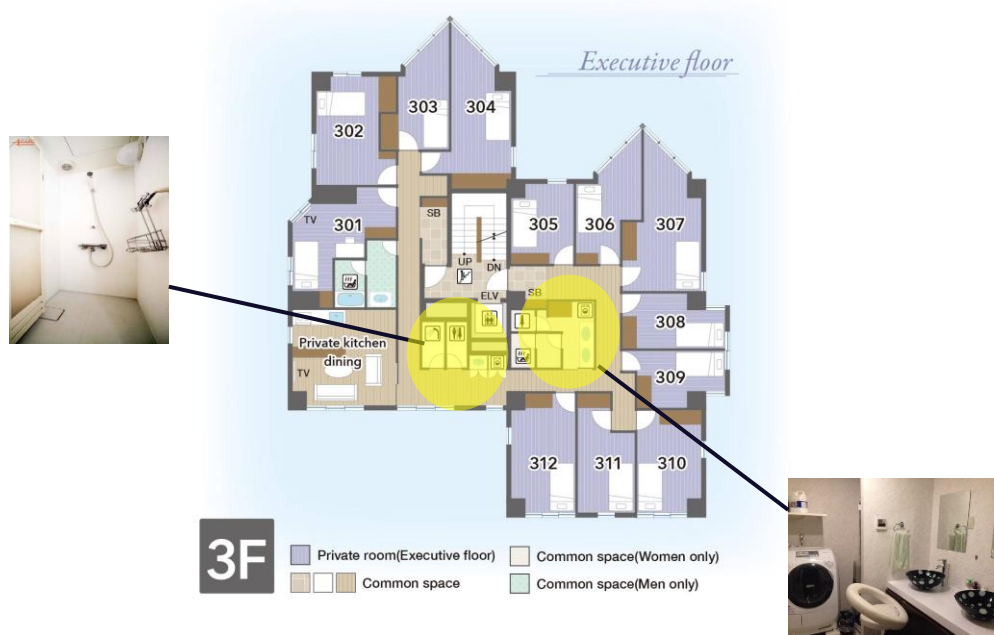 Executive floor
303
304
302
TV
301
SB
305
306
307
UP
DN
ELV
SB
308
Private kitchen
dining
TV
309
312
311
310
3F
Private room(Executive floor)
Common space
Common space(Women only)
Common space(Men only)